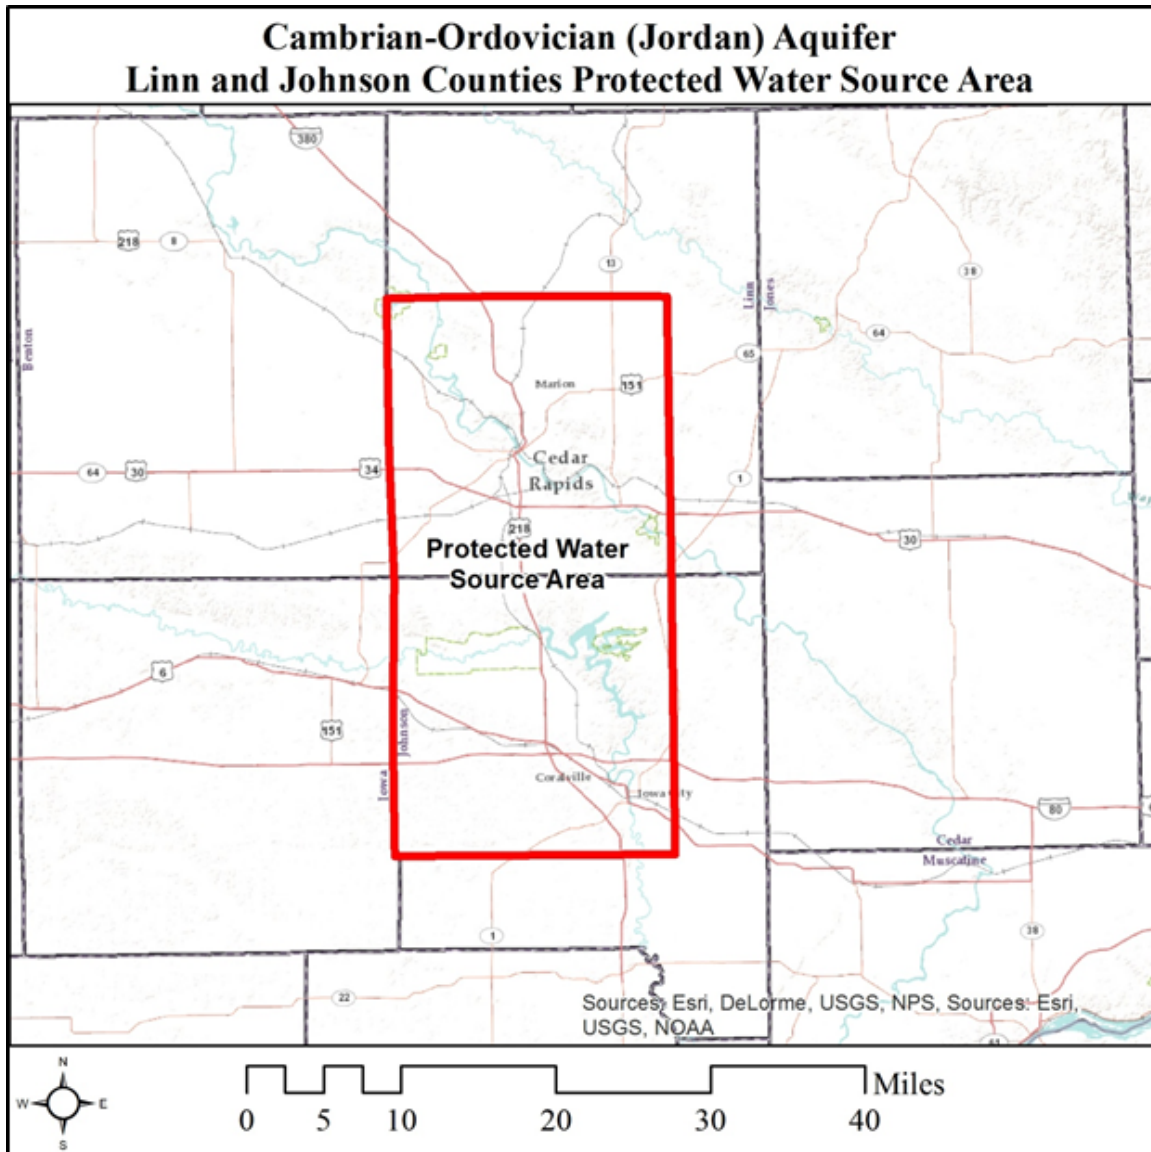 Cambrian-Ordovician (Jordan) Aquifer
Linn and Johnson Counties Protected Water Source Area
380
218
8
13
38
Linn
Jones
Benton
64
65
Marion
151
Cedar
Rapids
64
30
34
1
218
30
Protected Water
Source Area
6
151
Johnson
Iowa
Coralville
Iowa City
80
Cedar
Muscatine
1
38
22
Sources: Esri, DeLorme, USGS, NPS, Sources: Esri,
USGS, NOAA
61
N
W
E
S
Miles
0
5
10
20
30
40